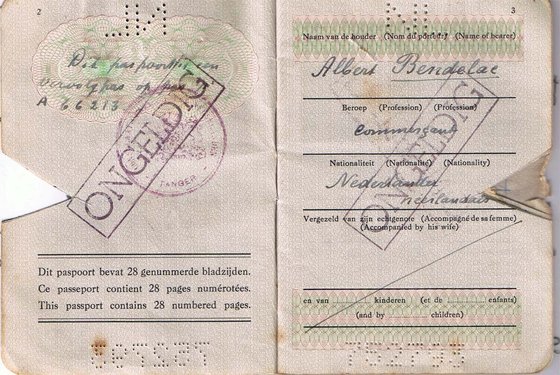 2
Dit paspoort is een
vervolgpas op pas
A 66213
ONGELDIG
TANGER
Dit paspoort bevat 28 genummerde bladzijden.
Ce passeport contient 28 pages numérotées.
This passport contains 28 numbered pages.
3
Naam van de houder (Nom du porteur) (Name of bearer)
Albert Bendelac
Beroep (Profession) (Profession)
Commerçant
Nationaliteit (Nationalité) (Nationality)
Nederlander
ONGELDIG
Vergezeld van zijn echtgenote (Accompagné de sa femme)
(Accompanied by his wife)
en van kinderen (et de enfants)
(and by children)